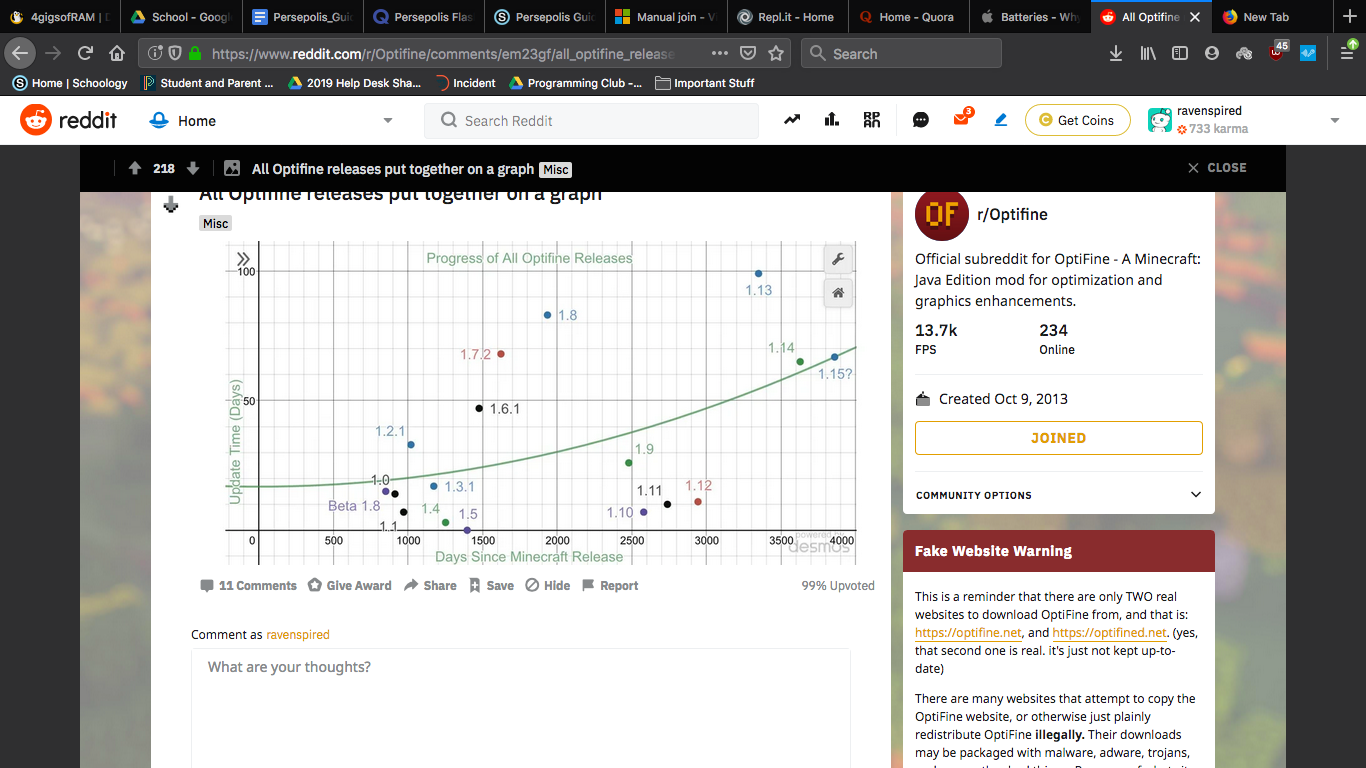 4gigsofRAM | D
School - Googl
Persepolis_Guid
Persepolis Flas
Persepolis Guid
Manual join - V
Repl.it - Home
Home - Quora
Batteries - Why
All Optifine
New Tab
https://www.reddit.com/r/Optifine/comments/em23gf/all_optifine_release
Search
45
Home | Schoology
Student and Parent ...
2019 Help Desk Sha...
Incident
Programming Club -...
Important Stuff
reddit
Home
Search Reddit
3
Get Coins
ravenspired
733 karma
218
All Optifine releases put together on a graph
Misc
CLOSE
All Optifine releases put together on a graph
Misc
Progress of All Optifine Releases
100
50
Update Time (Days)
1.13
1.8
1.7.2
1.14
1.15?
1.6.1
1.2.1
1.9
1.0
1.3.1
1.11
1.12
Beta 1.8
1.4
1.5
1.10
1.1
0
500
1000
1500
2000
2500
3000
3500
4000
Days Since Minecraft Release
powered by
desmos
11 Comments
Give Award
Share
Save
Hide
Report
99% Upvoted
Comment as ravenspired
What are your thoughts?
OF
r/Optifine
Official subreddit for OptiFine - A Minecraft:
Java Edition mod for optimization and
graphics enhancements.
13.7k
234
FPS
Online
Created Oct 9, 2013
JOINED
COMMUNITY OPTIONS
Fake Website Warning
This is a reminder that there are only TWO real
websites to download OptiFine from, and that is:
https://optifine.net, and https://optifined.net. (yes,
that second one is real. it's just not kept up-to-
date)
There are many websites that attempt to copy the
OptiFine website, or otherwise just plainly
redistribute OptiFine illegally. Their downloads
may be packaged with malware, adware, trojans,